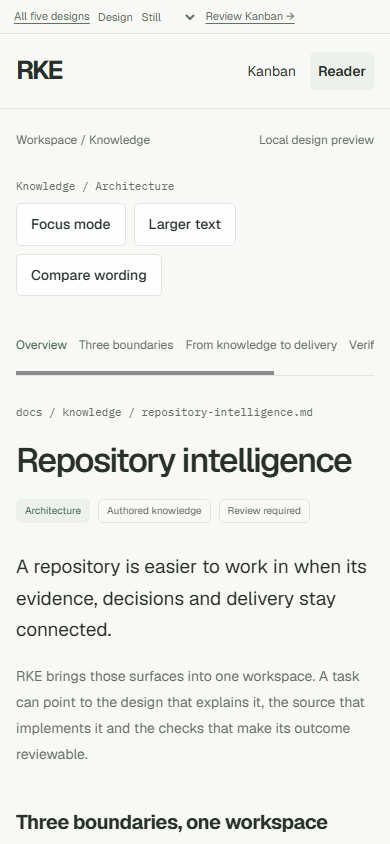 All five designs Design Still Review Kanban →
RKE Kanban Reader
Workspace / Knowledge Local design preview
Knowledge / Architecture
Focus mode Larger text
Compare wording
Overview Three boundaries From knowledge to delivery Verif
docs / knowledge / repository-intelligence.md
Repository intelligence
Architecture Authored knowledge Review required
A repository is easier to work in when its
evidence, decisions and delivery stay
connected.
RKE brings those surfaces into one workspace. A task
can point to the design that explains it, the source that
implements it and the checks that make its outcome
reviewable.
Three boundaries, one workspace